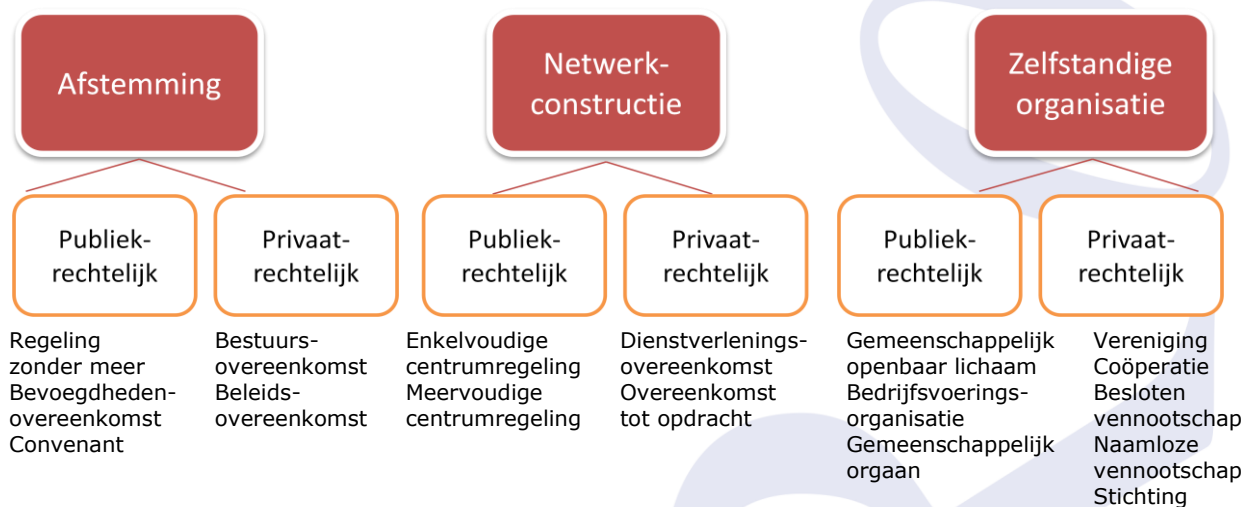 Afstemming
Netwerk-
constructie
Zelfstandige
organisatie
Publiek-
rechtelijk
Privaat-
rechtelijk
Publiek-
rechtelijk
Privaat-
rechtelijk
Publiek-
rechtelijk
Privaat-
rechtelijk
Regeling
zonder meer
Bevoegdheden-
overeenkomst
Convenant
Bestuurs-
overeenkomst
Beleids-
overeenkomst
Enkelvoudige
centrumregeling
Meervoudige
centrumregeling
Dienstverlenings-
overeenkomst
Overeenkomst
tot opdracht
Gemeenschappelijk
openbaar lichaam
Bedrijfsvoerings-
organisatie
Gemeenschappelijk
orgaan
Vereniging
Coöperatie
Besloten
vennootschap
Naamloze
vennootschap
Stichting